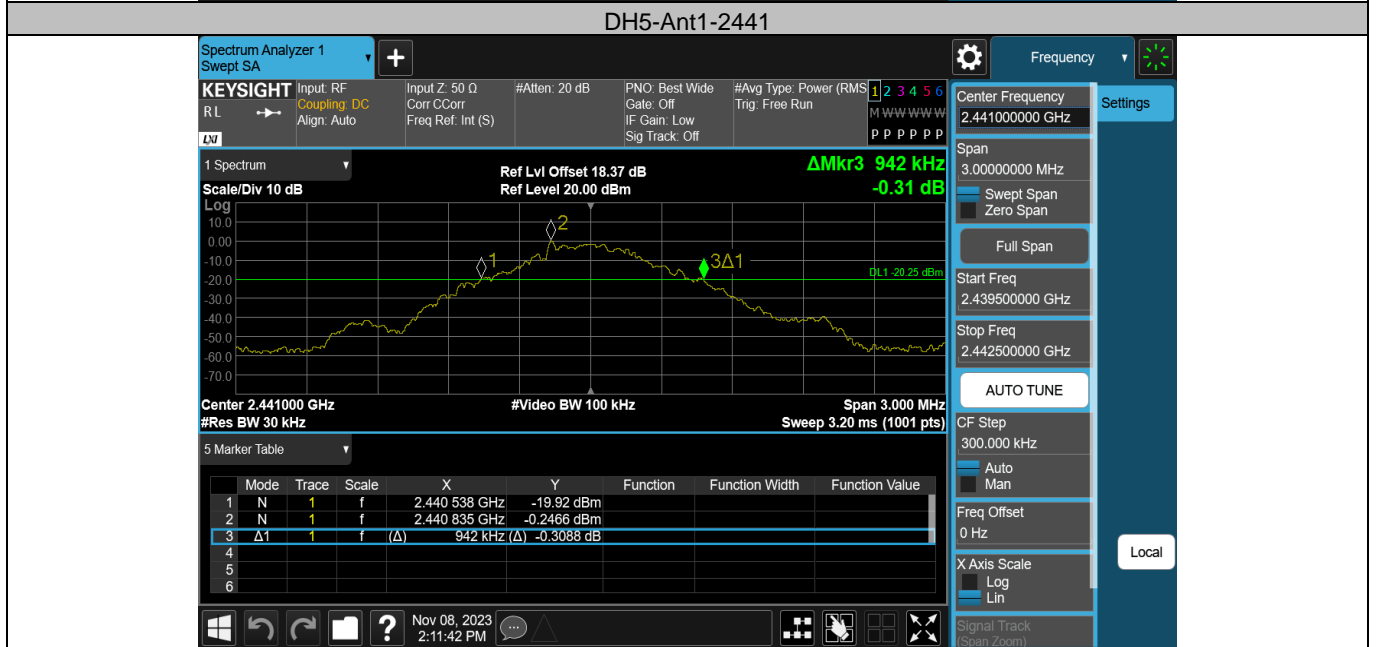 DH5-Ant1-2441
Spectrum Analyzer 1
Swept SA
Frequency
KEYSIGHT
R L
LXI
Input: RF
Coupling: DC
Align: Auto
Input Z: 50 Ω
Corr CCorr
Freq Ref: Int (S)
#Atten: 20 dB
PNO: Best Wide
Gate: Off
IF Gain: Low
Sig Track: Off
#Avg Type: Power (RMS
Trig: Free Run
1 2 3 4 5 6
M W W W W W
P P P P P P
1 Spectrum
Scale/Div 10 dB
Ref Lvl Offset 18.37 dB
Ref Level 20.00 dBm
ΔMkr3 942 kHz
-0.31 dB
Log
10.0
0.00
-10.0
-20.0
-30.0
-40.0
-50.0
-60.0
-70.0
1
2
3Δ1
DL1 -20.25 dBm
Center 2.441000 GHz
#Video BW 100 kHz
Span 3.000 MHz
#Res BW 30 kHz
Sweep 3.20 ms (1001 pts)
5 Marker Table
Mode Trace Scale X Y Function Function Width Function Value
1 N 1 f 2.440 538 GHz -19.92 dBm
2 N 1 f 2.440 835 GHz -0.2466 dBm
3 Δ1 1 f (Δ) 942 kHz (Δ) -0.3088 dB
4
5
6
Nov 08, 2023
2:11:42 PM
Center Frequency
2.441000000 GHz
Settings
Span
3.00000000 MHz
Swept Span
Zero Span
Full Span
Start Freq
2.439500000 GHz
Stop Freq
2.442500000 GHz
AUTO TUNE
CF Step
300.000 kHz
Auto
Man
Freq Offset
0 Hz
Local
X Axis Scale
Log
Lin
Signal Track
(Span Zoom)